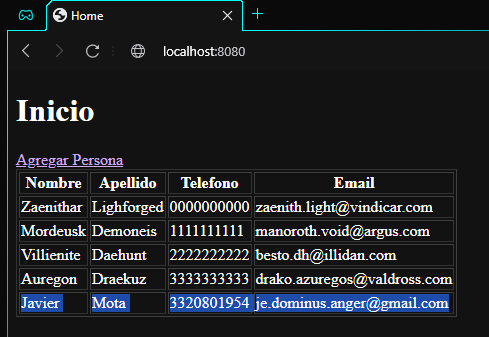 Home
localhost:8080
Inicio
Agregar Persona
Nombre Apellido Telefono Email
Zaenithar Lighforged 0000000000 zaenith.light@vindicar.com
Mordeusk Demoneis 1111111111 manoroth.void@argus.com
Villienite Daehunt 2222222222 besto.dh@illidan.com
Auregon Draekuz 3333333333 drako.azuregos@valdross.com
Javier Mota 3320801954 je.dominus.anger@gmail.com